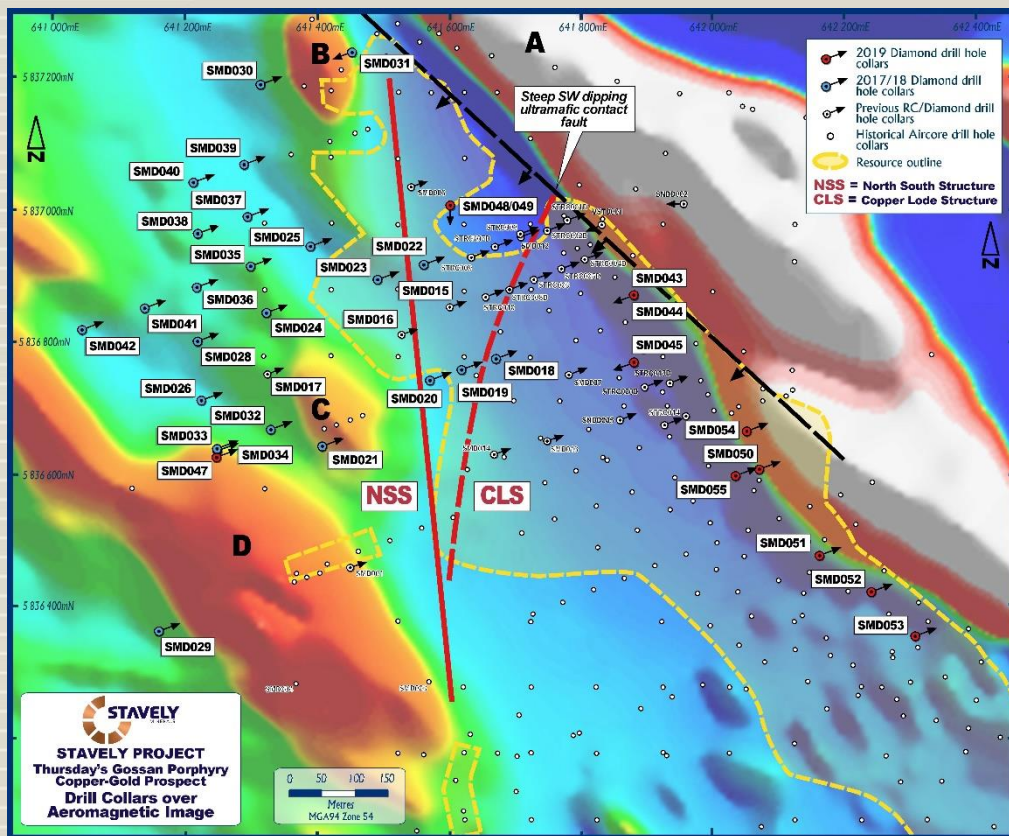 641 000mE
641 200mE
641 400mE
641 600mE
641 800mE
642 000mE
642 200mE
642 400mE
5 837 200mN
5 837 000mN
5 836 800mN
5 836 600mN
5 836 400mN
N
N
A
B
C
D
Steep SW dipping
ultramafic contact
fault
2019 Diamond drill hole
collars
2017/18 Diamond drill
hole collars
Previous RC/Diamond drill
hole collars
Historical Aircore drill hole
collars
Resource outline
NSS = North South Structure
CLS = Copper Lode Structure
SMD030
SMD031
SMD039
SMD040
SMD037
SMD038
SMD025
SMD035
SMD036
SMD041
SMD024
SMD042
SMD028
SMD026
SMD017
SMD032
SMD033
SMD034
SMD047
SMD021
SMD029
SMD048/049
SMD022
SMD023
SMD015
SMD016
SMD018
SMD019
SMD020
SMD043
SMD044
SMD045
SMD054
SMD050
SMD055
SMD051
SMD052
SMD053
NSS
CLS
STAVELY
MINERALS
STAVELY PROJECT
Thursday's Gossan Porphyry
Copper-Gold Prospect
Drill Collars over
Aeromagnetic Image
0 50 100 150
Metres
MGA94 Zone 54